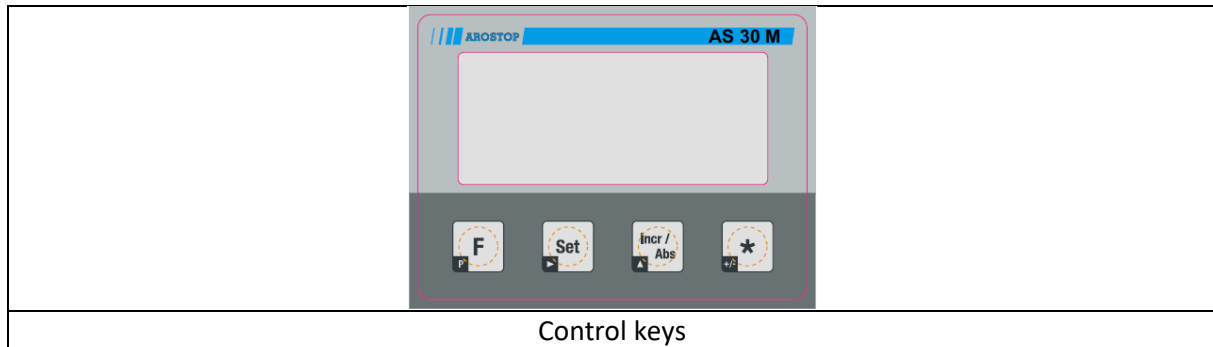 AROSTOP AS 30 M
F Set Incr / Abs *
P ► ▲ +/-
Control keys